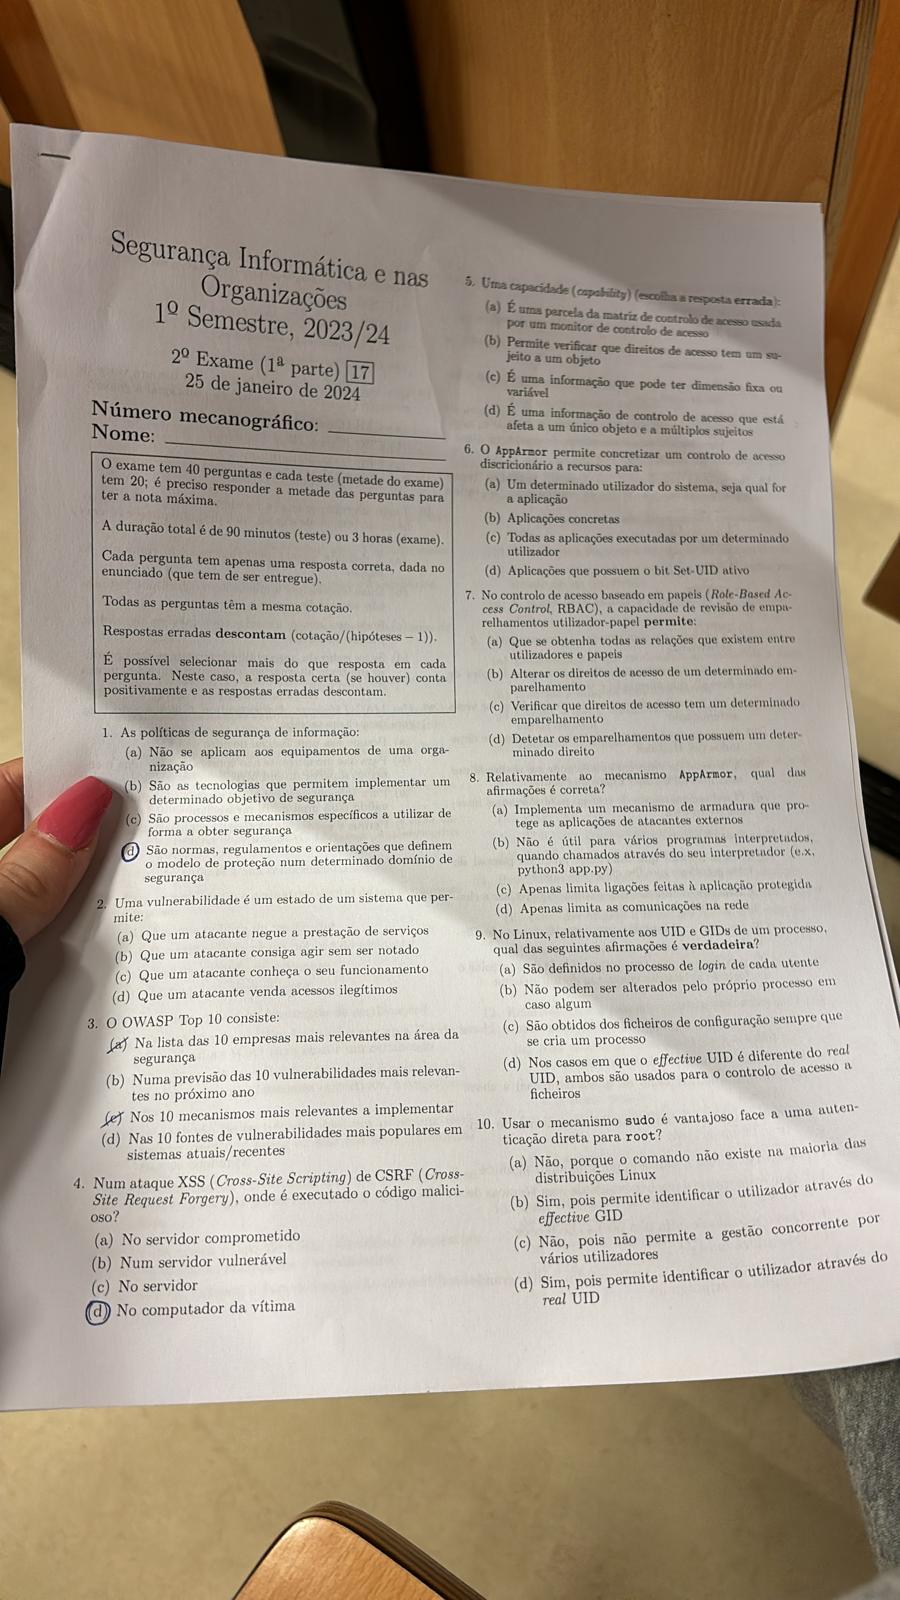 Segurança Informática e nas
Organizações
1º Semestre, 2023/24
2º Exame (1ª parte) 17
25 de janeiro de 2024
Número mecanográfico:
Nome:
O exame tem 40 perguntas e cada teste (metade do exame)
tem 20; é preciso responder a metade das perguntas para
ter a nota máxima.
A duração total é de 90 minutos (teste) ou 3 horas (exame).
Cada pergunta tem apenas uma resposta correta, dada no
enunciado (que tem de ser entregue).
Todas as perguntas têm a mesma cotação.
Respostas erradas descontam (cotação/(hipóteses − 1)).
É possível selecionar mais do que resposta em cada
pergunta. Neste caso, a resposta certa (se houver) conta
positivamente e as respostas erradas descontam.
1. As políticas de segurança de informação:
(a) Não se aplicam aos equipamentos de uma orga-
nização
(b) São as tecnologias que permitem implementar um
determinado objetivo de segurança
(c) São processos e mecanismos específicos a utilizar de
forma a obter segurança
(d) São normas, regulamentos e orientações que definem
o modelo de proteção num determinado domínio de
segurança
2. Uma vulnerabilidade é um estado de um sistema que per-
mite:
(a) Que um atacante negue a prestação de serviços
(b) Que um atacante consiga agir sem ser notado
(c) Que um atacante conheça o seu funcionamento
(d) Que um atacante venda acessos ilegítimos
3. O OWASP Top 10 consiste:
(a) Na lista das 10 empresas mais relevantes na área da
segurança
(b) Numa previsão das 10 vulnerabilidades mais relevan-
tes no próximo ano
(c) Nos 10 mecanismos mais relevantes a implementar
(d) Nas 10 fontes de vulnerabilidades mais populares em
sistemas atuais/recentes
4. Num ataque XSS (Cross-Site Scripting) de CSRF (Cross-
Site Request Forgery), onde é executado o código malici-
oso?
(a) No servidor comprometido
(b) Num servidor vulnerável
(c) No servidor
(d) No computador da vítima
5. Uma capacidade (capability) (escolha a resposta errada):
(a) É uma parcela da matriz de controlo de acesso usada
por um monitor de controlo de acesso
(b) Permite verificar que direitos de acesso tem um su-
jeito a um objeto
(c) É uma informação que pode ter dimensão fixa ou
variável
(d) É uma informação de controlo de acesso que está
afeta a um único objeto e a múltiplos sujeitos
6. O AppArmor permite concretizar um controlo de acesso
discricionário a recursos para:
(a) Um determinado utilizador do sistema, seja qual for
a aplicação
(b) Aplicações concretas
(c) Todas as aplicações executadas por um determinado
utilizador
(d) Aplicações que possuem o bit Set-UID ativo
7. No controlo de acesso baseado em papeis (Role-Based Ac-
cess Control, RBAC), a capacidade de revisão de empa-
relhamentos utilizador-papel permite:
(a) Que se obtenha todas as relações que existem entre
utilizadores e papeis
(b) Alterar os direitos de acesso de um determinado em-
parelhamento
(c) Verificar que direitos de acesso tem um determinado
emparelhamento
(d) Detetar os emparelhamentos que possuem um deter-
minado direito
8. Relativamente ao mecanismo AppArmor, qual das
afirmações é correta?
(a) Implementa um mecanismo de armadura que pro-
tege as aplicações de atacantes externos
(b) Não é útil para vários programas interpretados,
quando chamados através do seu interpretador (e.x.
python3 app.py)
(c) Apenas limita ligações feitas à aplicação protegida
(d) Apenas limita as comunicações na rede
9. No Linux, relativamente aos UID e GIDs de um processo,
qual das seguintes afirmações é verdadeira?
(a) São definidos no processo de login de cada utente
(b) Não podem ser alterados pelo próprio processo em
caso algum
(c) São obtidos dos ficheiros de configuração sempre que
se cria um processo
(d) Nos casos em que o effective UID é diferente do real
UID, ambos são usados para o controlo de acesso a
ficheiros
10. Usar o mecanismo sudo é vantajoso face a uma auten-
ticação direta para root?
(a) Não, porque o comando não existe na maioria das
distribuições Linux
(b) Sim, pois permite identificar o utilizador através do
effective GID
(c) Não, pois não permite a gestão concorrente por
vários utilizadores
(d) Sim, pois permite identificar o utilizador através do
real UID